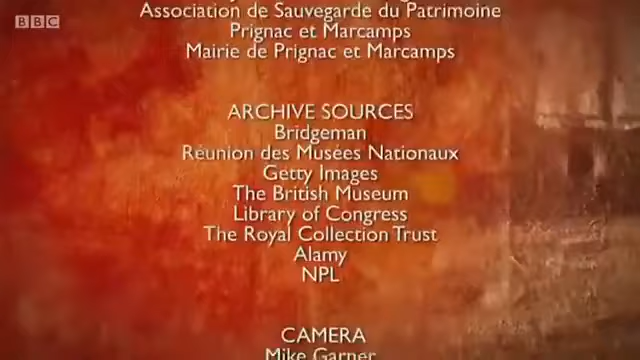 BBC
Association de Sauvegarde du Patrimoine
Prignac et Marcamps
Mairie de Prignac et Marcamps
ARCHIVE SOURCES
Bridgeman
Réunion des Musées Nationaux
Getty Images
The British Museum
Library of Congress
The Royal Collection Trust
Alamy
NPL
CAMERA
Mike Garner